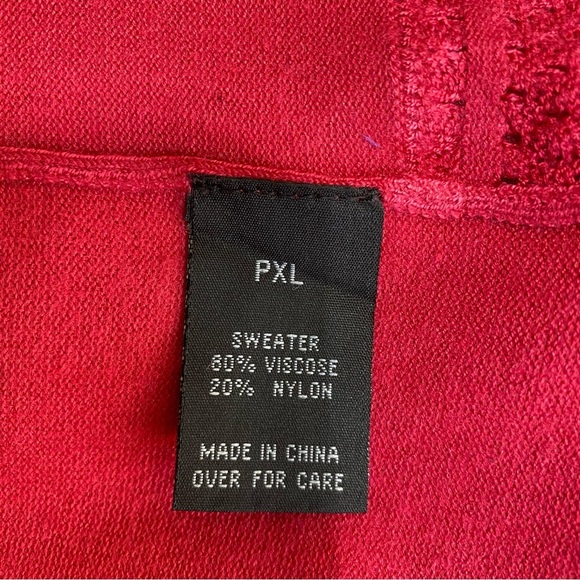 PXL
SWEATER
80% VISCOSE
20% NYLON
MADE IN CHINA
OVER FOR CARE